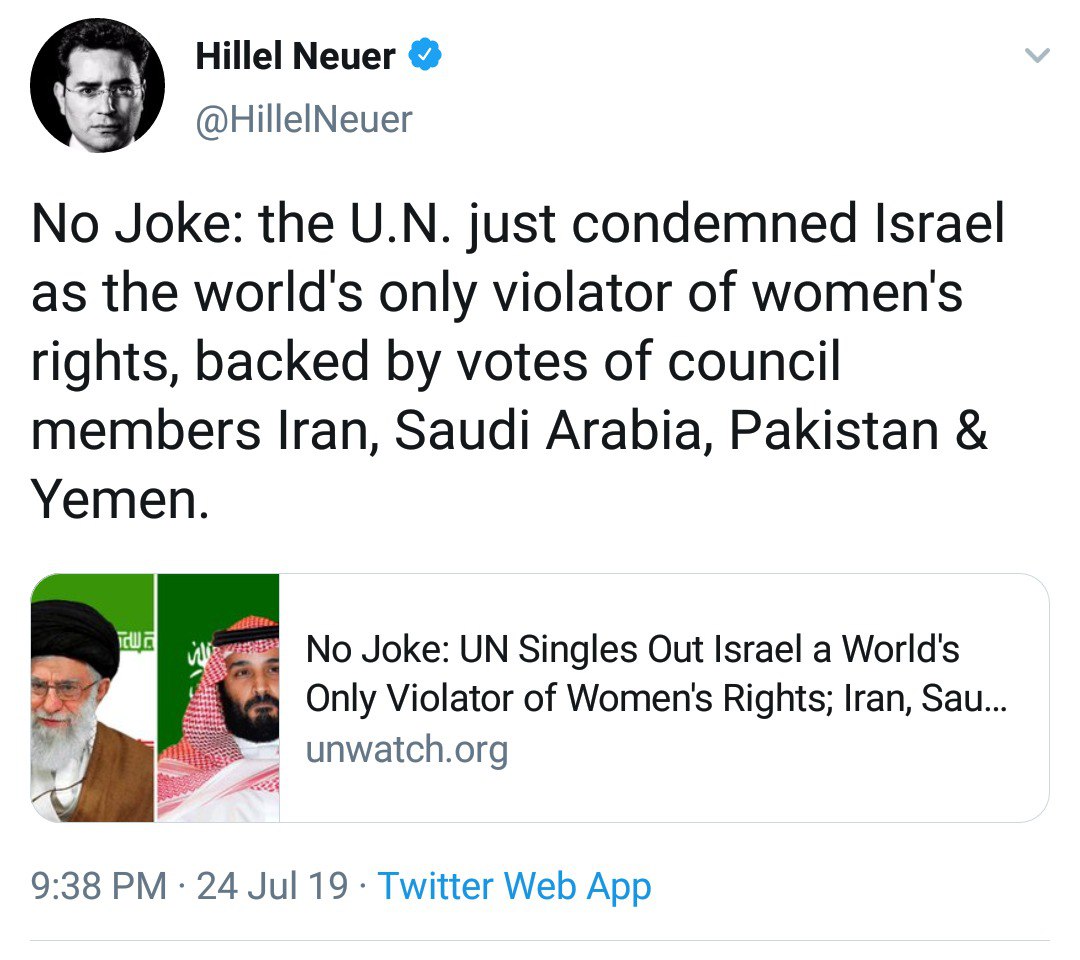 Hillel Neuer
@HillelNeuer
No Joke: the U.N. just condemned Israel
as the world's only violator of women's
rights, backed by votes of council
members Iran, Saudi Arabia, Pakistan &
Yemen.
No Joke: UN Singles Out Israel a World's
Only Violator of Women's Rights; Iran, Sau...
unwatch.org
9:38 PM · 24 Jul 19 · Twitter Web App